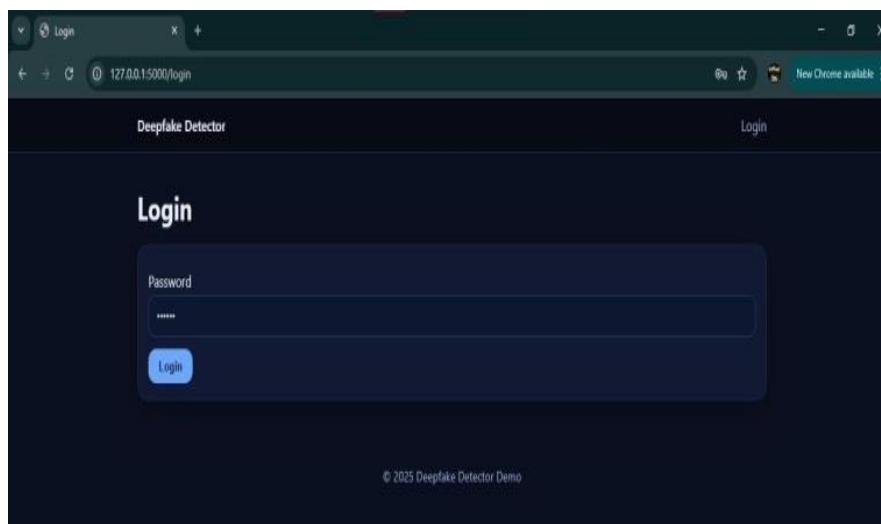 Login
127.0.0.1:5000/login
New Chrome available
Deepfake Detector
Login
Login
Password
Login
© 2025 Deepfake Detector Demo